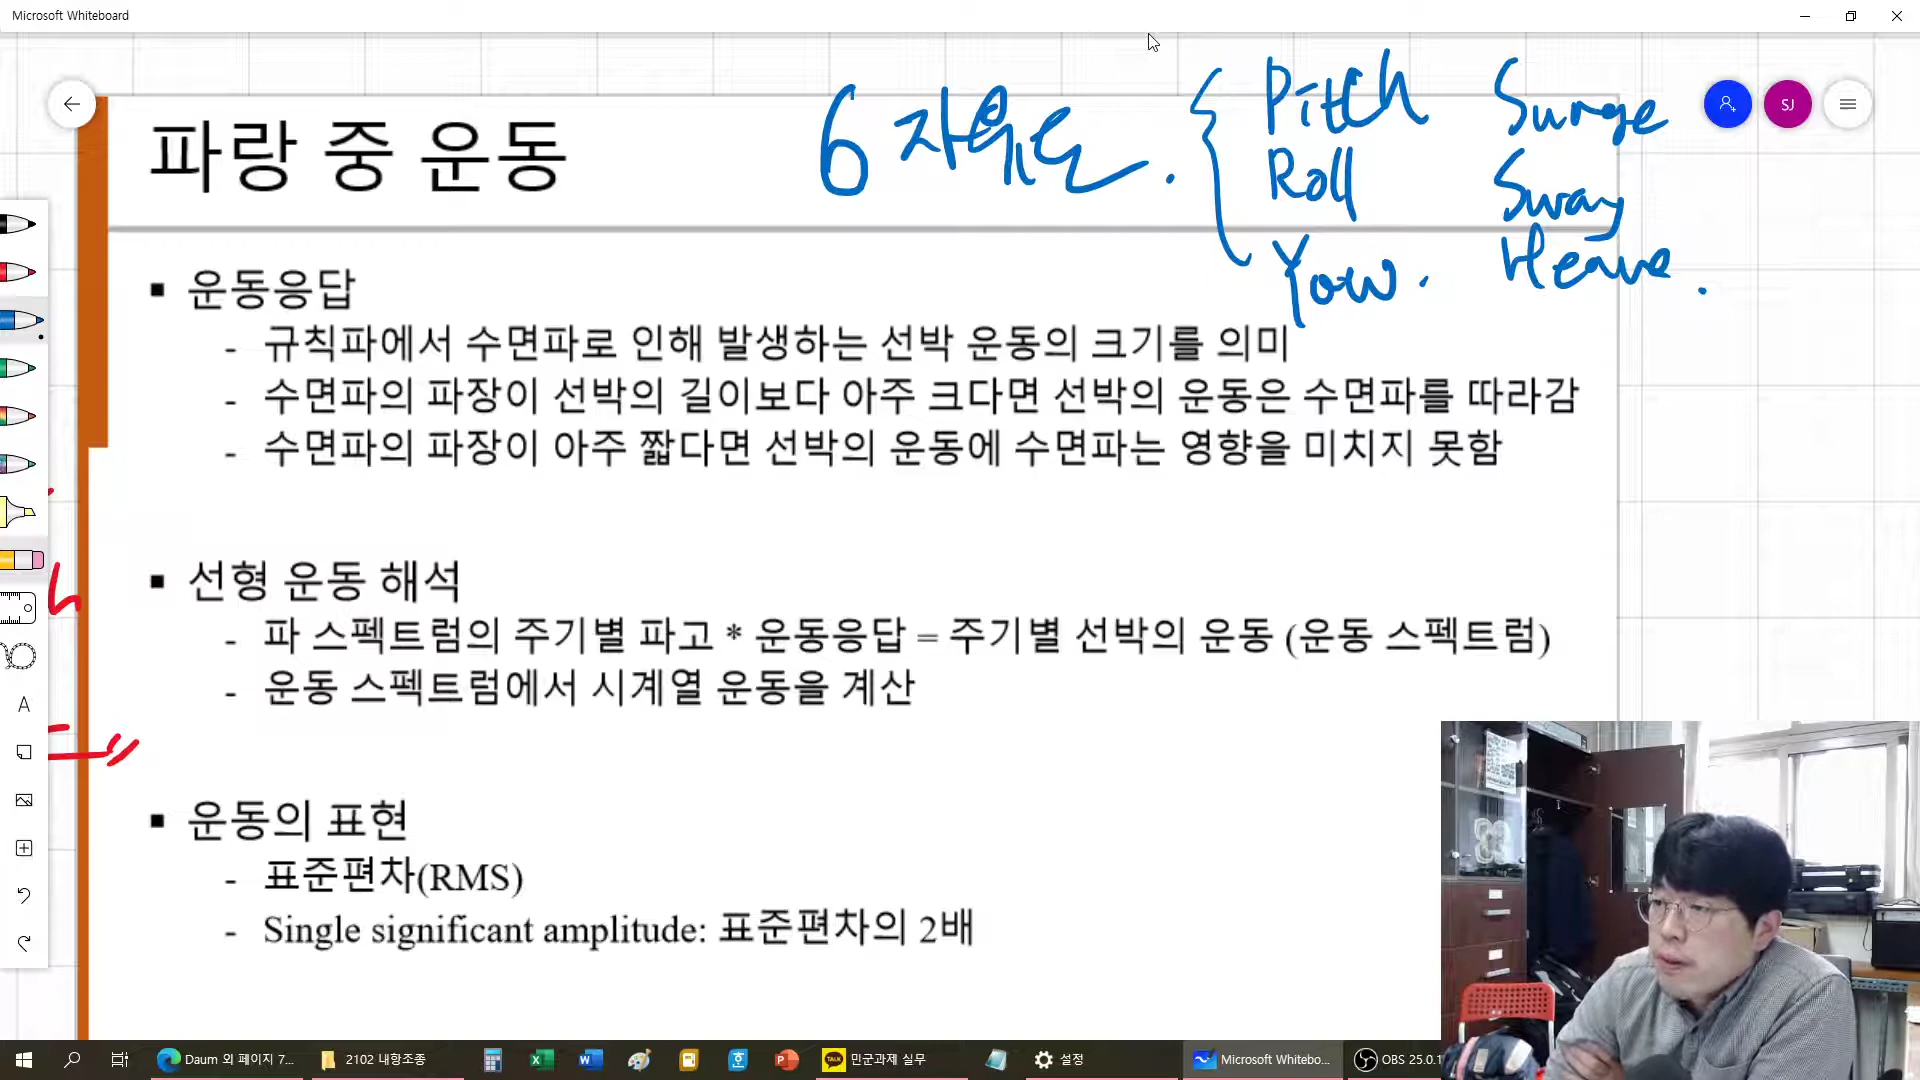 Microsoft Whiteboard
6 자유도.
Pitch Surge
Roll Sway
Yow. Heave.
SJ
파랑 중 운동
▪ 운동응답
- 규칙파에서 수면파로 인해 발생하는 선박 운동의 크기를 의미
- 수면파의 파장이 선박의 길이보다 아주 크다면 선박의 운동은 수면파를 따라감
- 수면파의 파장이 아주 짧다면 선박의 운동에 수면파는 영향을 미치지 못함
▪ 선형 운동 해석
- 파 스펙트럼의 주기별 파고 * 운동응답 = 주기별 선박의 운동 (운동 스펙트럼)
- 운동 스펙트럼에서 시계열 운동을 계산
▪ 운동의 표현
- 표준편차(RMS)
- Single significant amplitude: 표준편차의 2배
Daum 외 페이지 7... 2102 내항조종 민군과제 실무 설정 Microsoft Whitebo... OBS 25.0.1